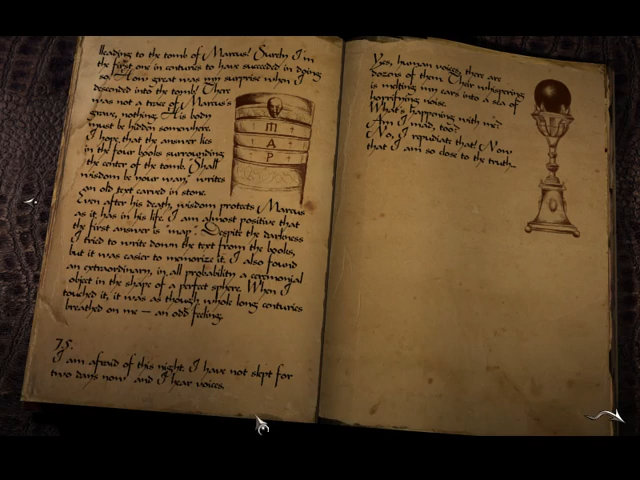 leading to the tomb of Marcus! Surely I'm
the first one in centuries to have succeeded in doing
so! How great was my surprise when I
descended into the tomb! There
was not a trace of Marcus's
grave, nothing. His body
must be hidden somewhere.
I hope that the answer lies
in the four books surrounding
the center of the tomb. "Shall
wisdom be your way," writes
an old text carved in stone.
Even after his death, wisdom protects Marcus
as it has in his life. I am almost positive that
the first answer is "map". Despite the darkness
I tried to write down the text from the books,
but it was easier to memorize it. I also found
an extraordinary, in all probability a ceremonial
object in the shape of a perfect sphere. When I
touched it, it was as though whole long centuries
breathed on me — an odd feeling.
7.5.
I am afraid of this night. I have not slept for
two days now and I hear voices.
M
A
P
Yes, human voices, there are
dozens of them. Their whispering
is melting my ears into a sea of
horrifying noise.
What's happening with me?
Am I mad, too?
No, I repudiate that! Now
that I am so close to the truth...